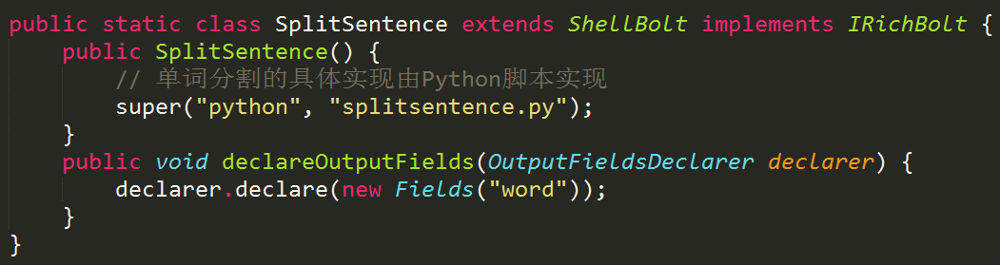 public static class SplitSentence extends ShellBolt implements IRichBolt {
    public SplitSentence() {
        // 单词分割的具体实现由Python脚本实现
        super("python", "splitsentence.py");
    }
    public void declareOutputFields(OutputFieldsDeclarer declarer) {
        declarer.declare(new Fields("word"));
    }
}